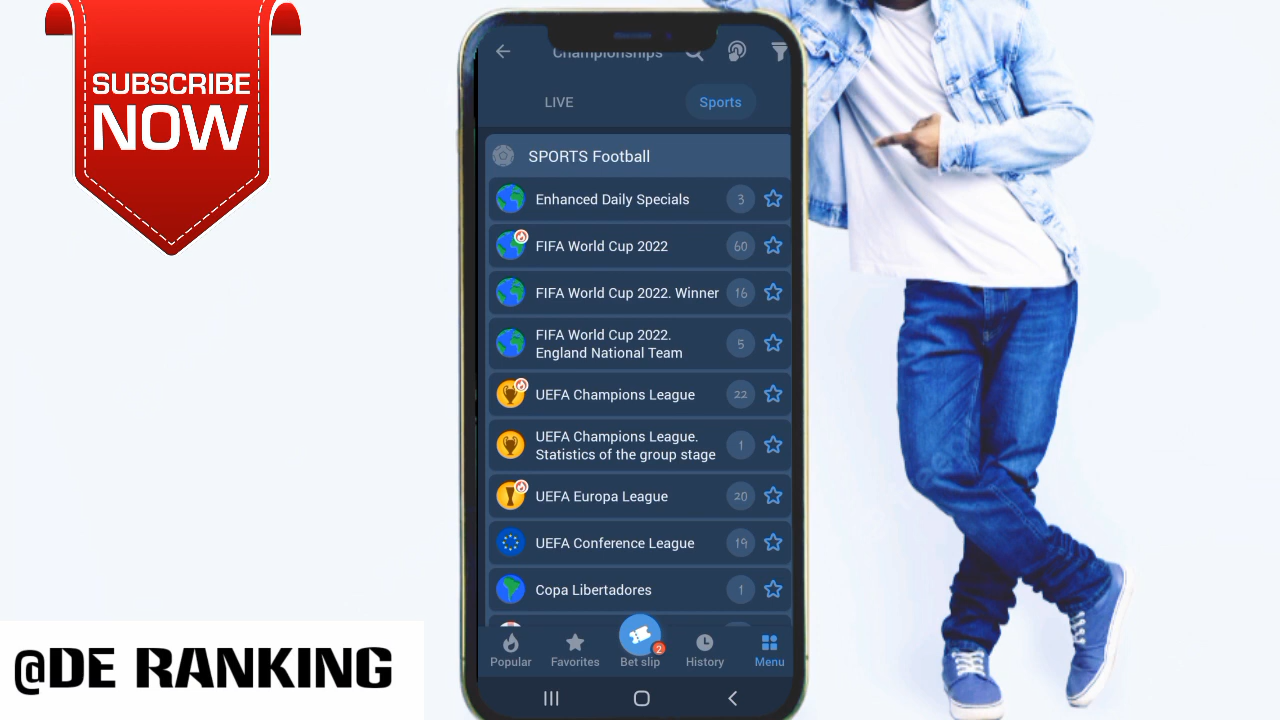 SUBSCRIBE
NOW
Championships
LIVE
Sports
SPORTS Football
Enhanced Daily Specials 3
FIFA World Cup 2022 60
FIFA World Cup 2022. Winner 16
FIFA World Cup 2022.
England National Team 5
UEFA Champions League 22
UEFA Champions League.
Statistics of the group stage 1
UEFA Europa League 20
UEFA Conference League 19
Copa Libertadores 1
2
Popular Favorites Bet slip History Menu
@DE RANKING